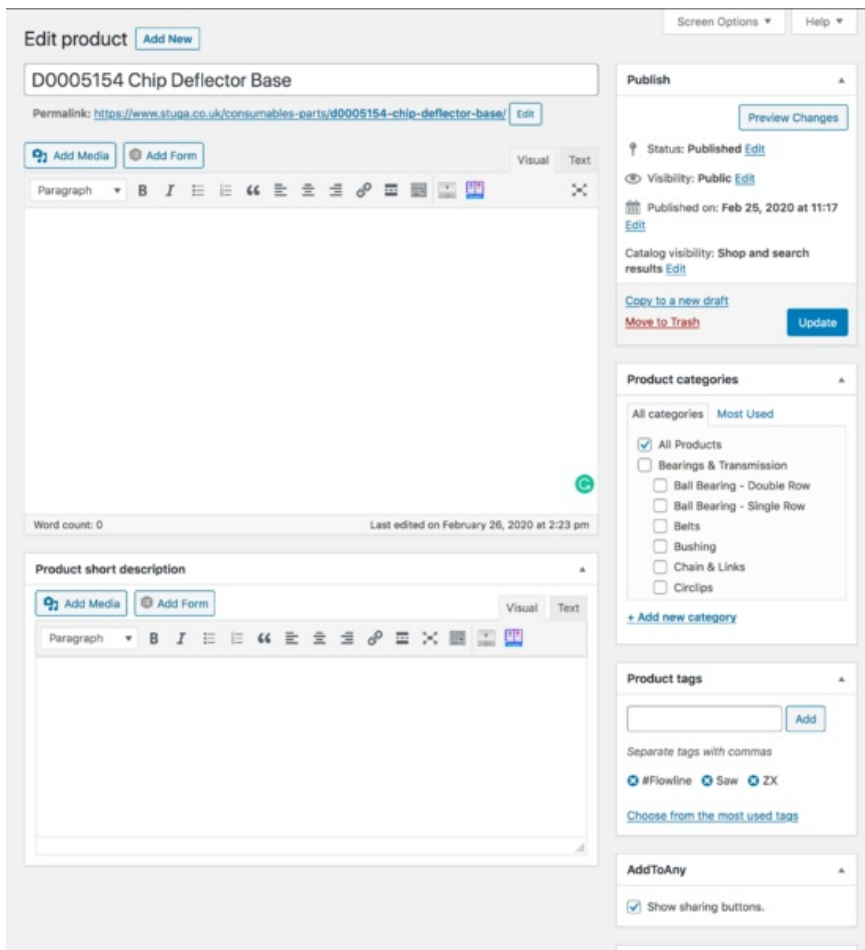 Screen Options ▼ Help ▼
Edit product Add New
D0005154 Chip Deflector Base
Permalink: https://www.stuga.co.uk/consumables-parts/d0005154-chip-deflector-base/ Edit
Add Media Add Form Visual Text
Paragraph
Word count: 0 Last edited on February 26, 2020 at 2:23 pm
Product short description
Add Media Add Form Visual Text
Paragraph
Publish
Preview Changes
Status: Published Edit
Visibility: Public Edit
Published on: Feb 25, 2020 at 11:17
Edit
Catalog visibility: Shop and search
results Edit
Copy to a new draft
Move to Trash Update
Product categories
All categories Most Used
All Products
Bearings & Transmission
Ball Bearing - Double Row
Ball Bearing - Single Row
Belts
Bushing
Chain & Links
Circlips
+ Add new category
Product tags
Add
Separate tags with commas
#Flowline Saw ZX
Choose from the most used tags
AddToAny
Show sharing buttons.